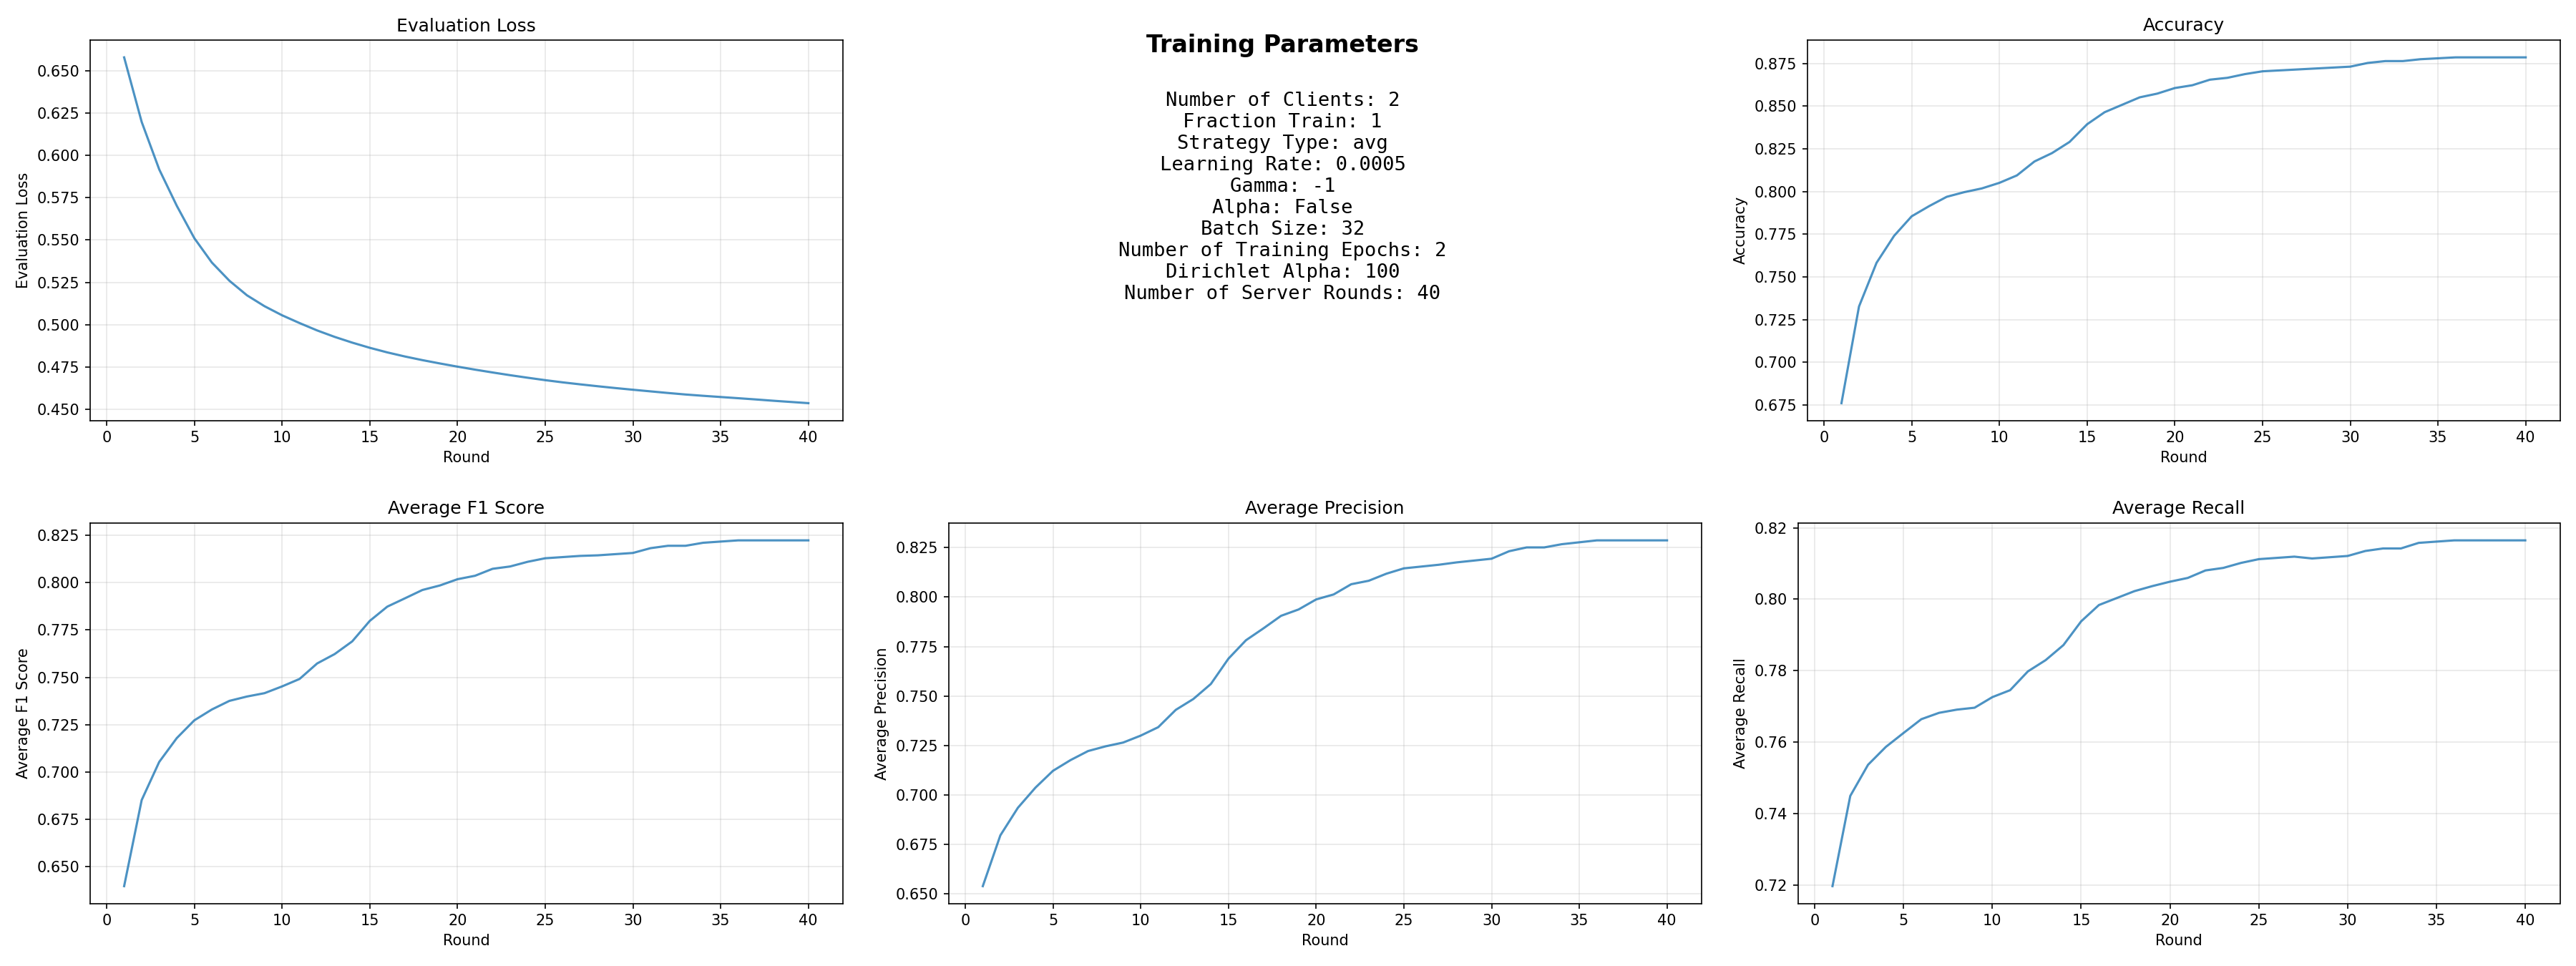 Evaluation Loss
Evaluation Loss
0.650
0.625
0.600
0.575
0.550
0.525
0.500
0.475
0.450
0 5 10 15 20 25 30 35 40
Round
Training Parameters
Number of Clients: 2
Fraction Train: 1
Strategy Type: avg
Learning Rate: 0.0005
Gamma: -1
Alpha: False
Batch Size: 32
Number of Training Epochs: 2
Dirichlet Alpha: 100
Number of Server Rounds: 40
Accuracy
Accuracy
0.875
0.850
0.825
0.800
0.775
0.750
0.725
0.700
0.675
0 5 10 15 20 25 30 35 40
Round
Average F1 Score
Average F1 Score
0.825
0.800
0.775
0.750
0.725
0.700
0.675
0.650
0 5 10 15 20 25 30 35 40
Round
Average Precision
Average Precision
0.825
0.800
0.775
0.750
0.725
0.700
0.675
0.650
0 5 10 15 20 25 30 35 40
Round
Average Recall
Average Recall
0.82
0.80
0.78
0.76
0.74
0.72
0 5 10 15 20 25 30 35 40
Round